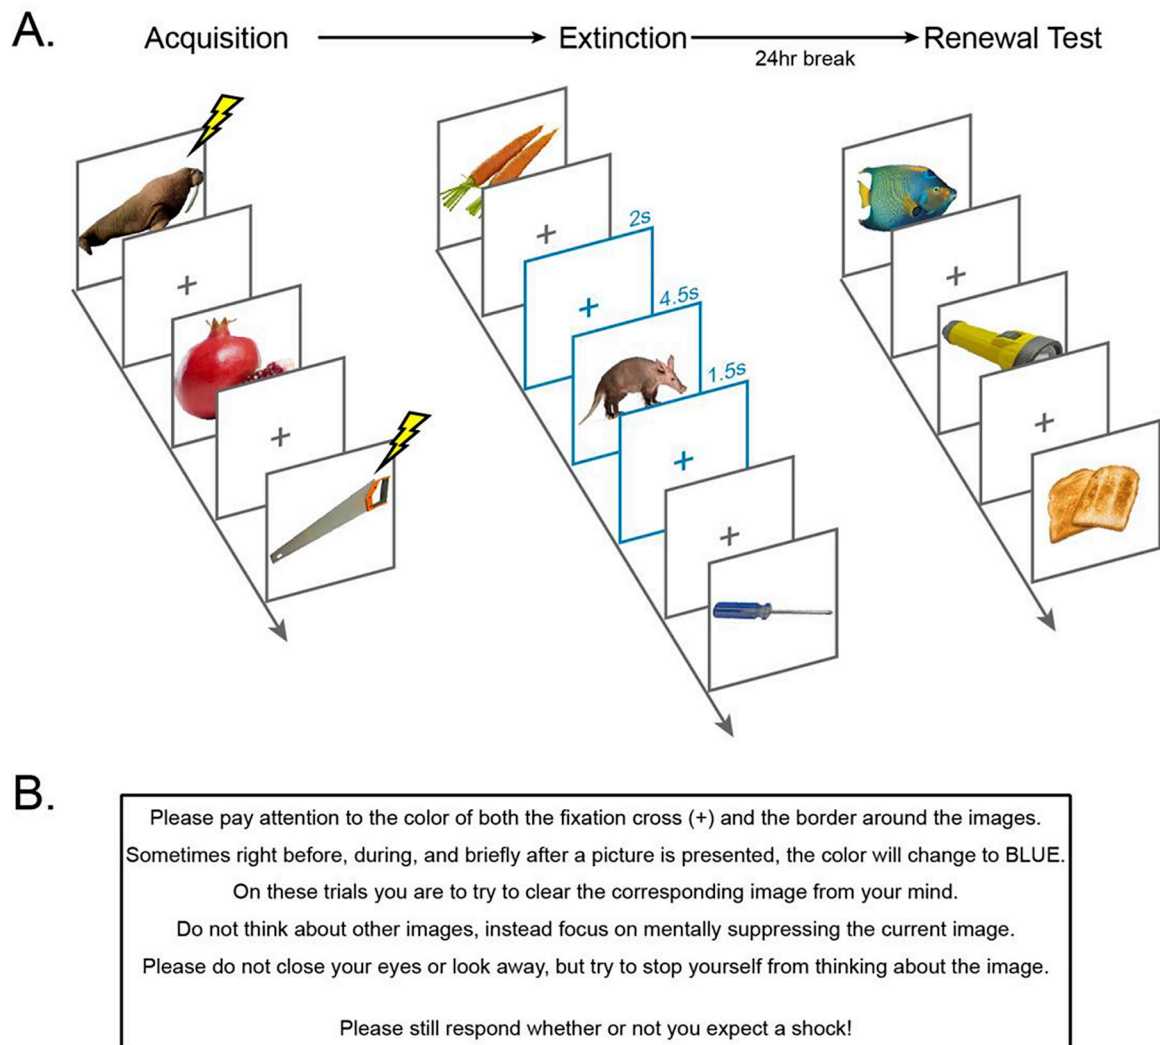 A.
Acquisition
Extinction
Renewal Test
24hr break
2s
4.5s
1.5s
B.
Please pay attention to the color of both the fixation cross (+) and the border around the images.
Sometimes right before, during, and briefly after a picture is presented, the color will change to BLUE.
On these trials you are to try to clear the corresponding image from your mind.
Do not think about other images, instead focus on mentally suppressing the current image.
Please do not close your eyes or look away, but try to stop yourself from thinking about the image.
Please still respond whether or not you expect a shock!